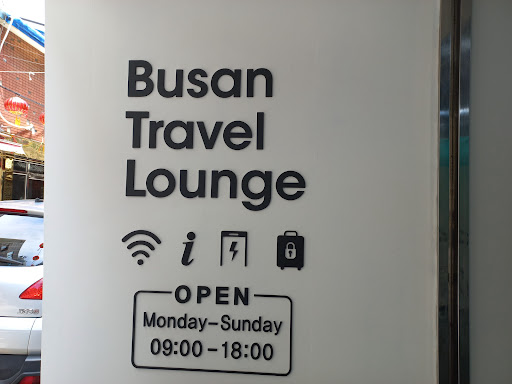 Busan
Travel
Lounge
OPEN
Monday-Sunday
09:00-18:00